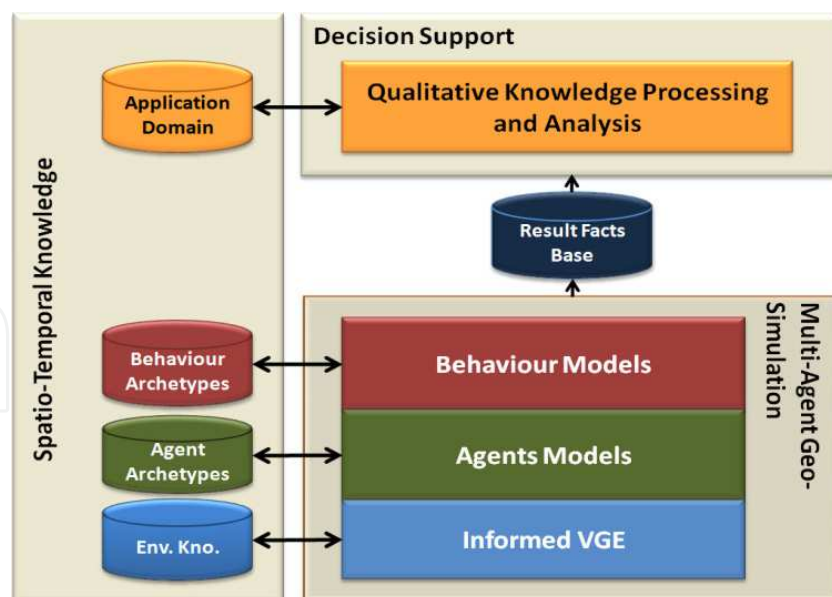 Decision Support
Application
Domain
Qualitative Knowledge Processing
and Analysis
Spatio-Temporal Knowledge
Result Facts
Base
Multi-Agent Geo-
Simulation
Behaviour
Archetypes
Behaviour Models
Agent
Archetypes
Agents Models
Env. Kno.
Informed VGE